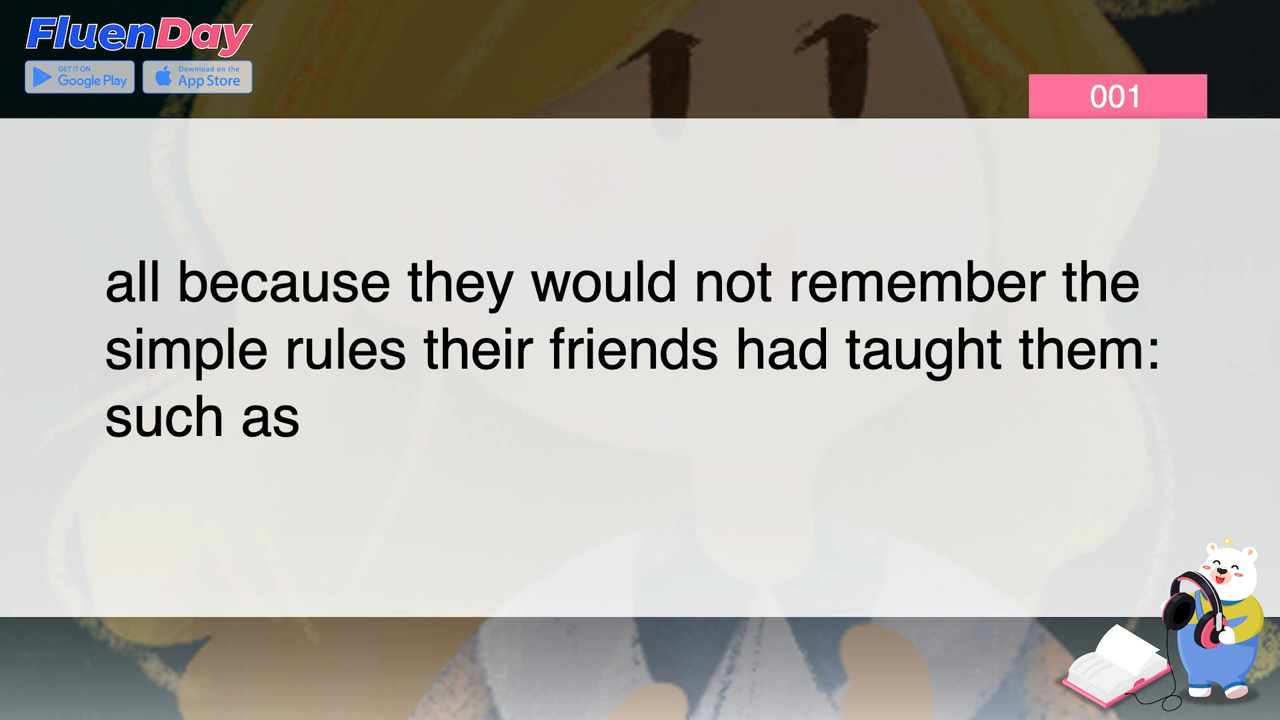 FluenDay
GET IT ON
Google Play
Download on the
App Store
001
all because they would not remember the
simple rules their friends had taught them:
such as